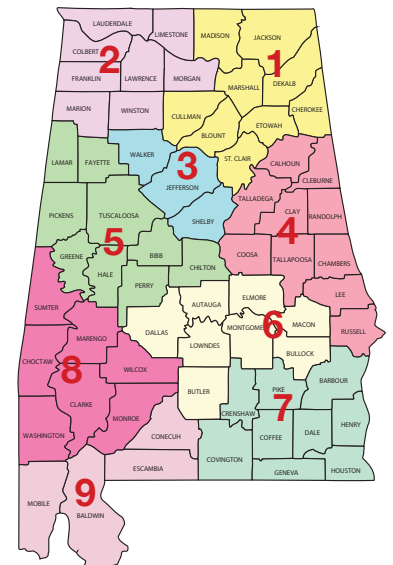 LAUDERDALE
LIMESTONE
MADISON
JACKSON
COLBERT
2
1
FRANKLIN
LAWRENCE
MORGAN
MARSHALL
DEKALB
CHEROKEE
MARION
WINSTON
CULLMAN
BLOUNT
ETOWAH
LAMAR
FAYETTE
WALKER
3
JEFFERSON
ST. CLAIR
CALHOUN
CLEBURNE
PICKENS
TUSCALOOSA
SHELBY
TALLADEGA
CLAY
RANDOLPH
4
5
GREENE
HALE
BIBB
PERRY
CHILTON
COOSA
TALLAPOOSA
CHAMBERS
SUMTER
AUTAUGA
ELMORE
LEE
MARENGO
DALLAS
LOWNDES
MONTGOME
6
MACON
RUSSELL
BULLOCK
CHOCTAW
8
WILCOX
CLARKE
MONROE
BUTLER
CRENSHAW
PIKE
7
BARBOUR
WASHINGTON
CONECUH
COVINGTON
COFFEE
DALE
HENRY
ESCAMBIA
GENEVA
HOUSTON
MOBILE
9
BALDWIN